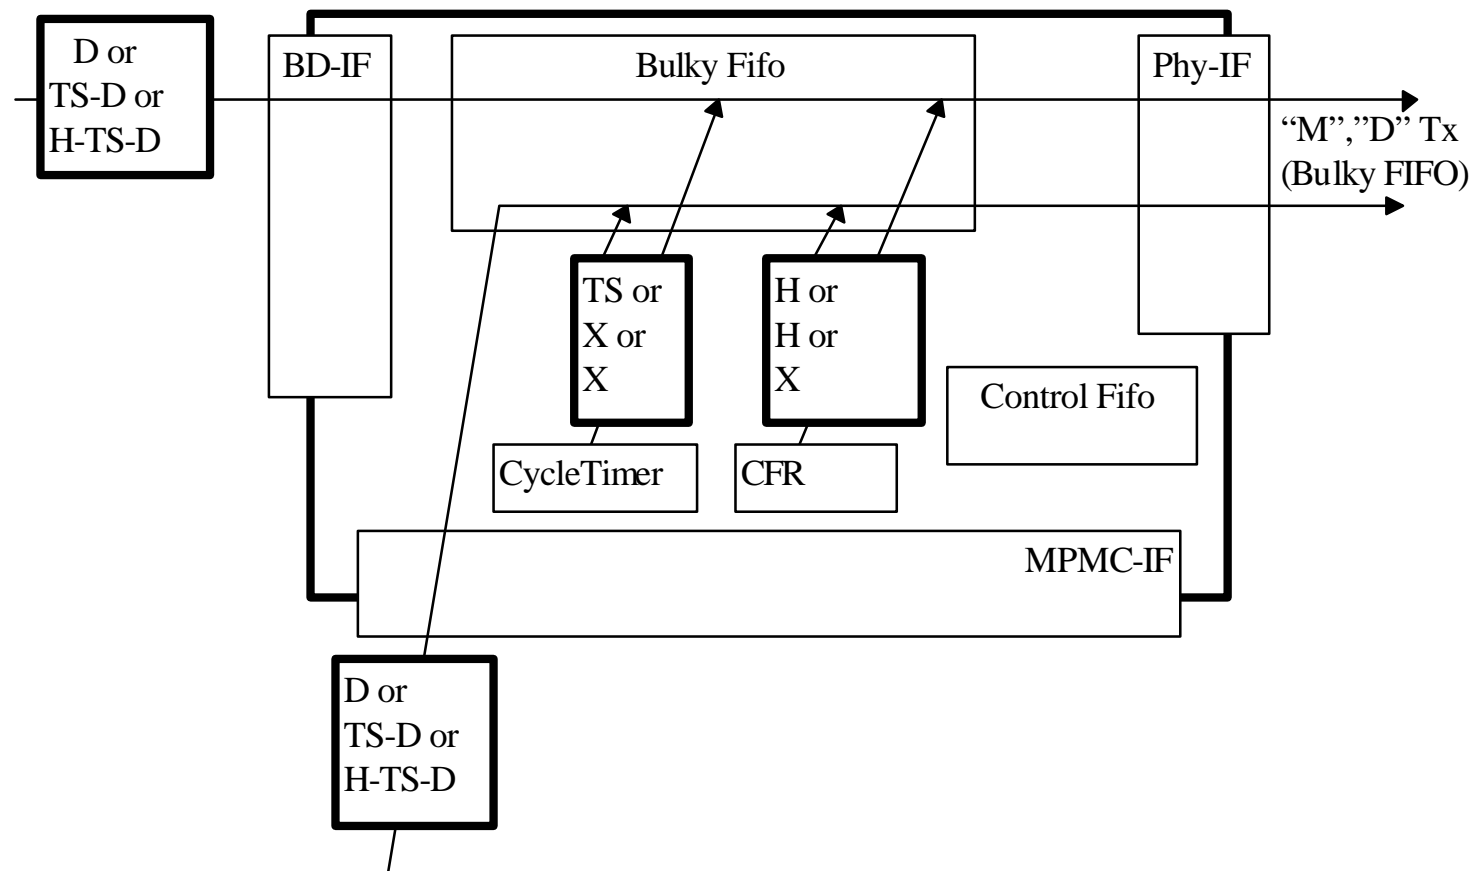 D or
TS-D or
H-TS-D
BD-IF
Bulky Fifo
Phy-IF
“M”,”D” Tx
(Bulky FIFO)
TS or
X or
X
H or
H or
X
Control Fifo
CycleTimer
CFR
MPMC-IF
D or
TS-D or
H-TS-D